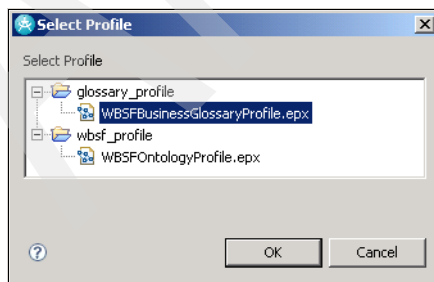 Select Profile
Select Profile
glossary_profile
WBSFBusinessGlossaryProfile.epx
wbsf_profile
WBSFOntologyProfile.epx
?
OK
Cancel